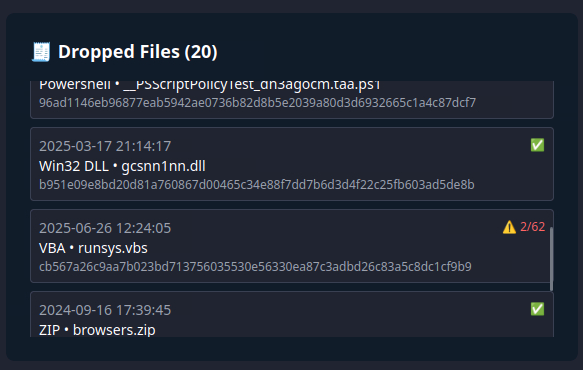 🧾 Dropped Files (20)
Powershell • __PSScriptPolicyTest_dh3agocm.taa.ps1
96ad1146eb96877eab5942ae0736b82d8b5e2039a80d3d6932665c1a4c87dcf7
2025-03-17 21:14:17 ✅
Win32 DLL • gcsnn1nn.dll
b951e09e8bd20d81a760867d00465c34e88f7dd7b6d3d4f22c25fb603ad5de8b
2025-06-26 12:24:05 ⚠️ 2/62
VBA • runsys.vbs
cb567a26c9aa7b023bd713756035530e56330ea87c3adbd26c83a5c8dc1cf9b9
2024-09-16 17:39:45 ✅
ZIP • browsers.zip